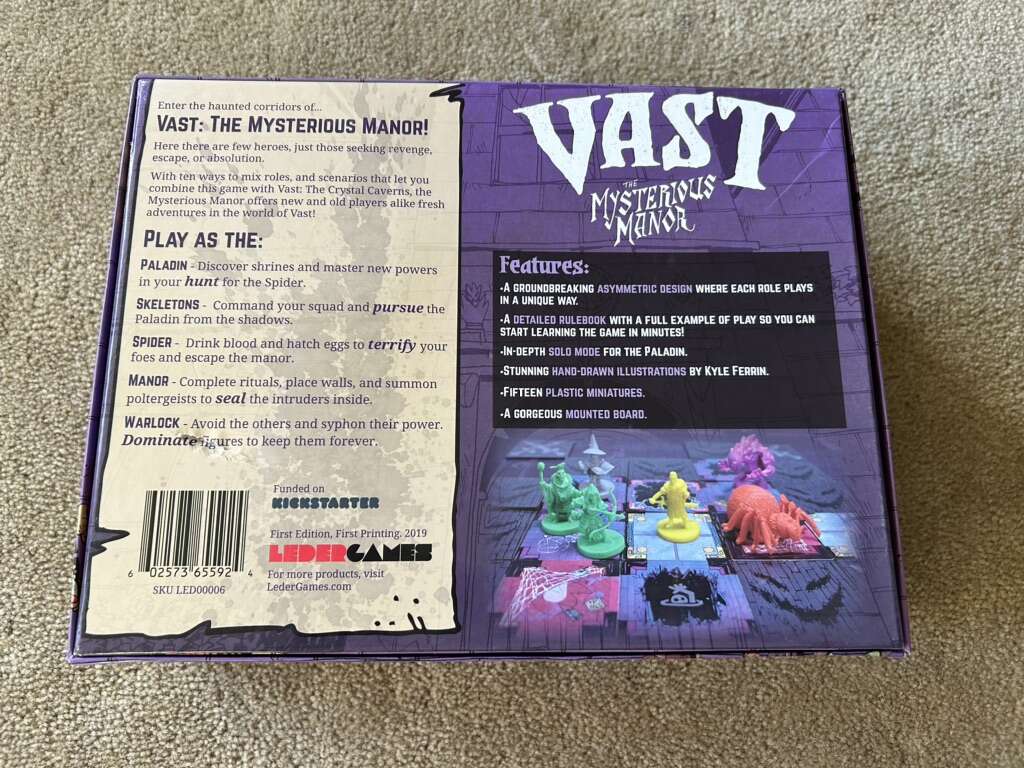 Enter the haunted corridors of...
VAST: THE MYSTERIOUS MANOR!
Here there are few heroes, just those seeking revenge,
escape, or absolution.
With ten ways to mix roles, and scenarios that let you
combine this game with Vast: The Crystal Caverns, the
Mysterious Manor offers new and old players alike fresh
adventures in the world of Vast!
PLAY AS THE:
PALADIN - Discover shrines and master new powers
in your hunt for the Spider.
SKELETONS - Command your squad and pursue the
Paladin from the shadows.
SPIDER - Drink blood and hatch eggs to terrify your
foes and escape the manor.
MANOR - Complete rituals, place walls, and summon
poltergeists to seal the intruders inside.
WARLOCK - Avoid the others and syphon their power.
Dominate figures to keep them forever.
Funded on
KICKSTARTER
First Edition, First Printing. 2019
LEDERGAMES
For more products, visit
LederGames.com
6 02573 65592 4
SKU LED00006
VAST
THE
MYSTERIOUS
MANOR
Features:
•A GROUNDBREAKING ASYMMETRIC DESIGN WHERE EACH ROLE PLAYS
IN A UNIQUE WAY.
•A DETAILED RULEBOOK WITH A FULL EXAMPLE OF PLAY SO YOU CAN
START LEARNING THE GAME IN MINUTES!
•IN-DEPTH SOLO MODE FOR THE PALADIN.
•STUNNING HAND-DRAWN ILLUSTRATIONS BY KYLE FERRIN.
•FIFTEEN PLASTIC MINIATURES.
•A GORGEOUS MOUNTED BOARD.